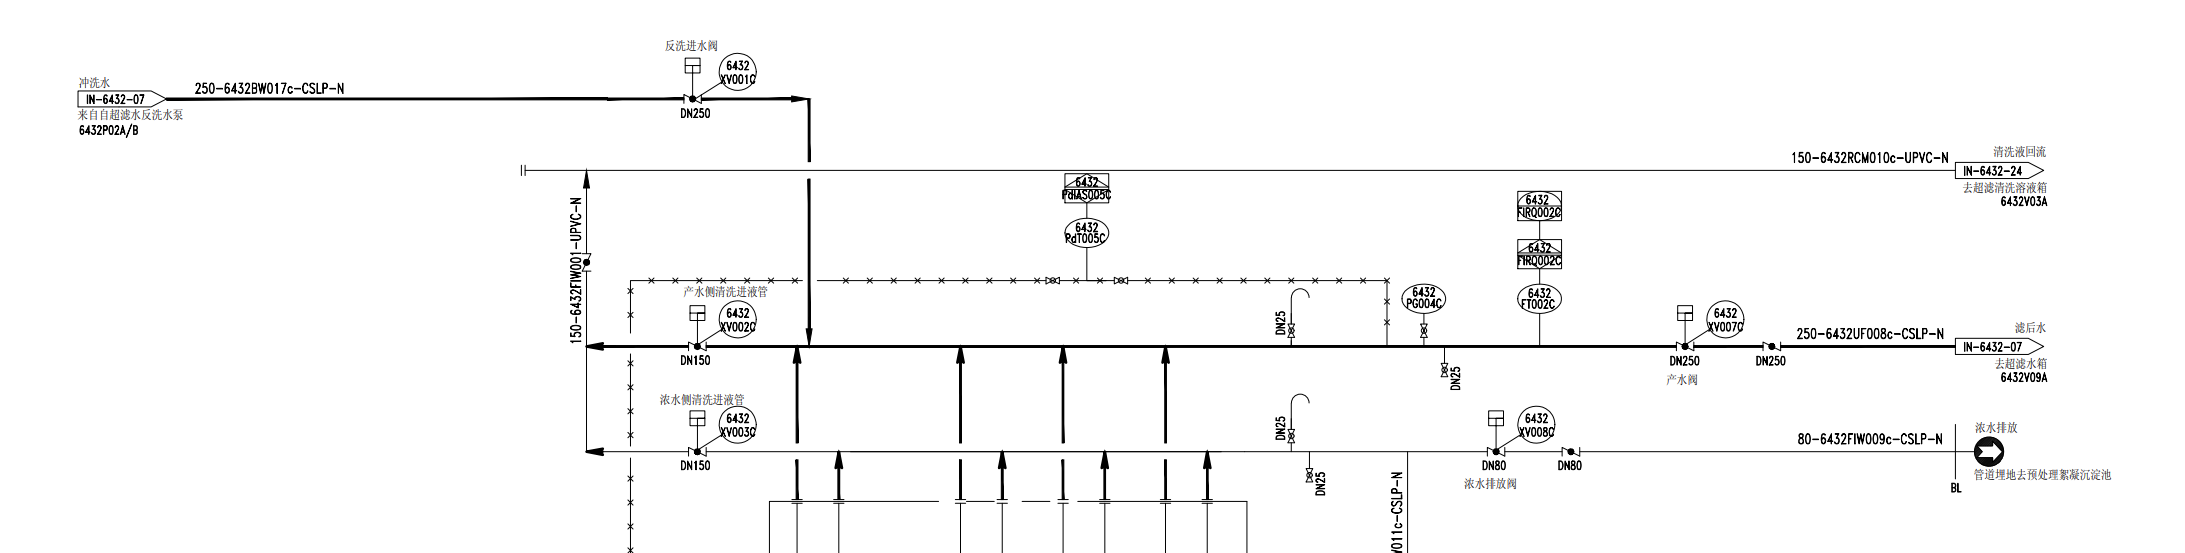 反洗进水阀
6432
XV001C
冲洗水
IN-6432-07
250-6432BW017c-CSLP-N
来自自超滤水反洗水泵
6432P02A/B
DN250
150-6432RCM010c-UPVC-N
清洗液回流
IN-6432-24
去超滤清洗溶液箱
6432V03A
6432
PdIAS005C
6432
PdT005C
6432
FIRQ002C
6432
FIRQ002C
6432
FT002C
150-6432FIW001-UPVC-N
产水侧清洗进液管
6432
XV002C
DN150
DN25
6432
PG004C
DN25
6432
XV007C
DN250
产水阀
DN250
250-6432UF008c-CSLP-N
滤后水
IN-6432-07
去超滤水箱
6432V09A
浓水侧清洗进液管
6432
XV003C
DN150
DN25
DN25
6432
XV008C
DN80
浓水排放阀
DN80
80-6432FIW009c-CSLP-N
浓水排放
管道埋地去预处理絮凝沉淀池
BL
W011c-CSLP-N